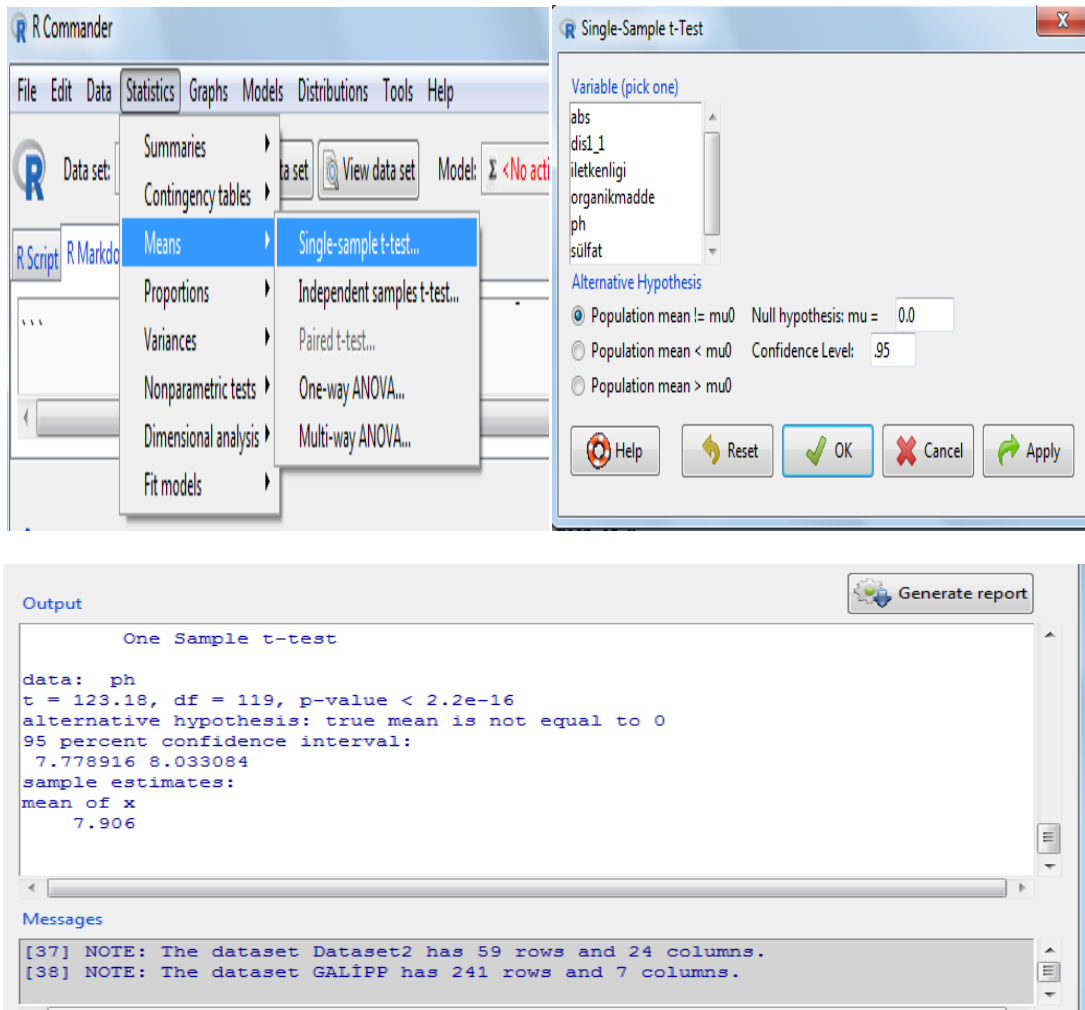 R Commander
File Edit Data Statistics Graphs Models Distributions Tools Help
Data set: ta set View data set Model: Σ <No acti
R Script R Markdo
```
Summaries
Contingency tables
Means
Proportions
Variances
Nonparametric tests
Dimensional analysis
Fit models
Single-sample t-test...
Independent samples t-test...
Paired t-test...
One-way ANOVA...
Multi-way ANOVA...
Single-Sample t-Test
Variable (pick one)
abs
dis1_1
iletkenligi
organikmadde
ph
sülfat
Alternative Hypothesis
Population mean != mu0 Null hypothesis: mu = 0.0
Population mean < mu0 Confidence Level: .95
Population mean > mu0
Help Reset OK Cancel Apply
Output Generate report
One Sample t-test
data: ph
t = 123.18, df = 119, p-value < 2.2e-16
alternative hypothesis: true mean is not equal to 0
95 percent confidence interval:
7.778916 8.033084
sample estimates:
mean of x
7.906
Messages
[37] NOTE: The dataset Dataset2 has 59 rows and 24 columns.
[38] NOTE: The dataset GALİPP has 241 rows and 7 columns.